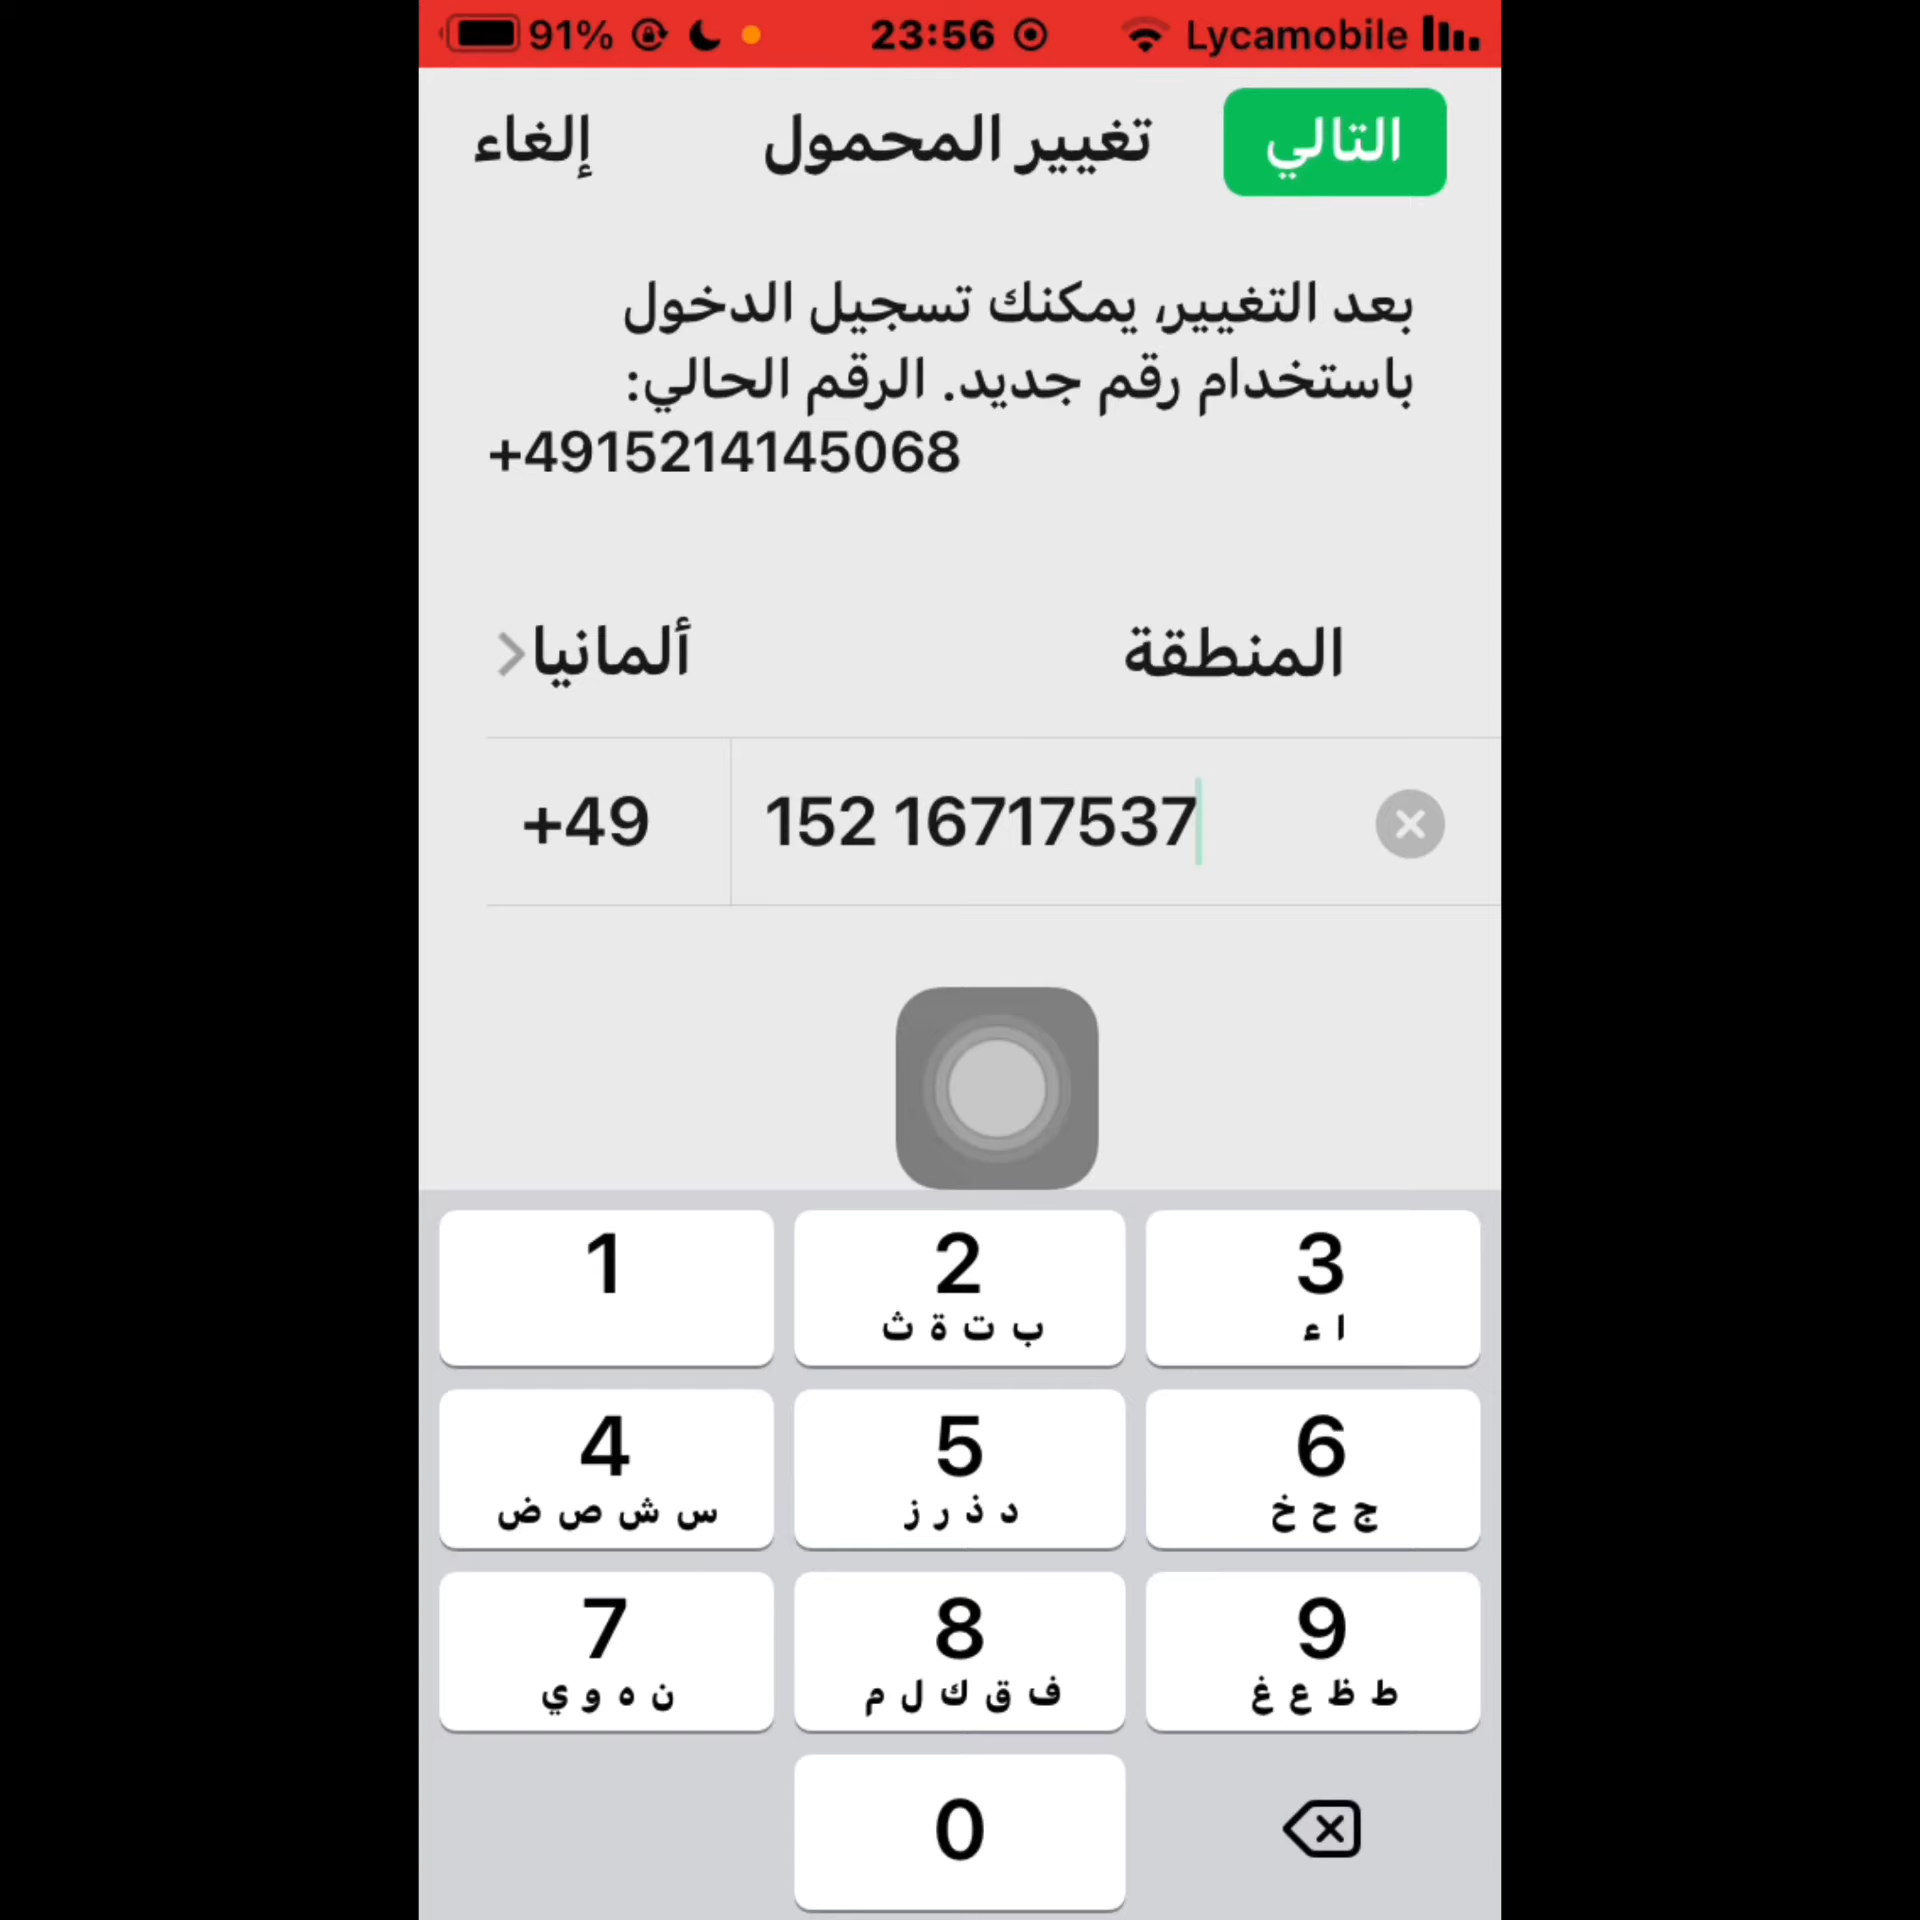 91% 23:56 Lycamobile
التالي تغيير المحمول إلغاء
بعد التغيير، يمكنك تسجيل الدخول
باستخدام رقم جديد. الرقم الحالي:
+4915214145068
المنطقة ألمانيا
+49 152 16717537
1 2 3
ب ت ة ث ا ء
4 5 6
س ش ص ض د ذ ر ز ج ح خ
7 8 9
ن ه و ي ف ق ك ل م ط ظ ع غ
0